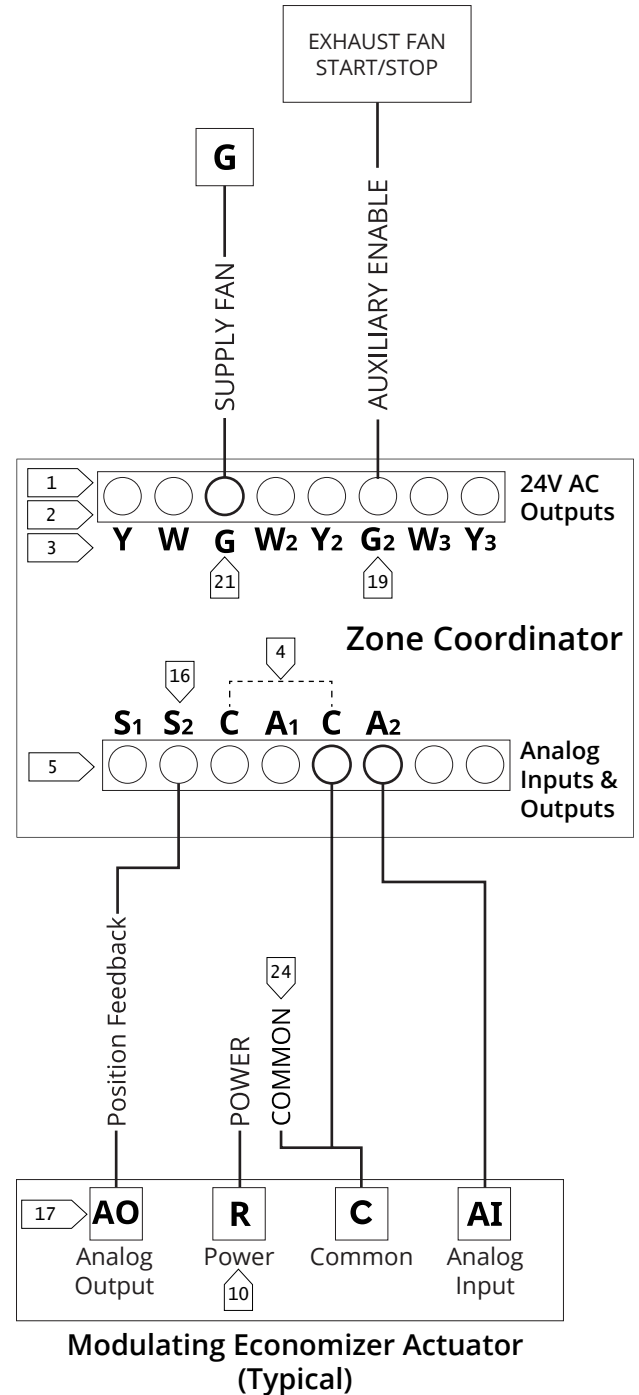 EXHAUST FAN
START/STOP
G
SUPPLY FAN
AUXILIARY ENABLE
1
2
3
24V AC
Outputs
Y W G W2 Y2 G2 W3 Y3
21
19
Zone Coordinator
4
16
S1 S2 C A1 C A2
5
Analog
Inputs &
Outputs
Position Feedback
POWER
COMMON
24
17
AO R C AI
Analog
Output
Power
10
Common
Analog
Input
Modulating Economizer Actuator
(Typical)